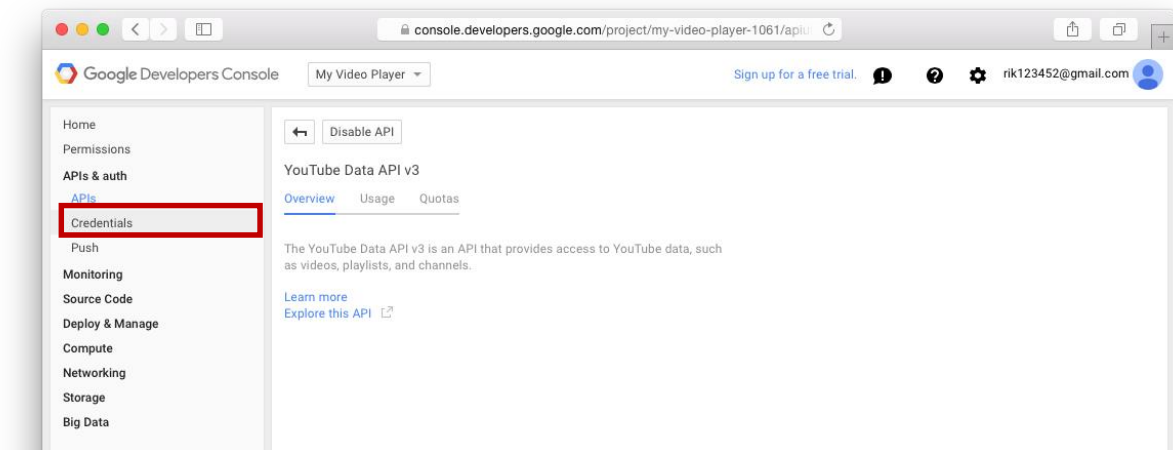 console.developers.google.com/project/my-video-player-1061/apiu
Google Developers Console
My Video Player
Sign up for a free trial.
rik123452@gmail.com
Home
Permissions
APIs & auth
APIs
Credentials
Push
Monitoring
Source Code
Deploy & Manage
Compute
Networking
Storage
Big Data
Disable API
YouTube Data API v3
Overview Usage Quotas
The YouTube Data API v3 is an API that provides access to YouTube data, such
as videos, playlists, and channels.
Learn more
Explore this API